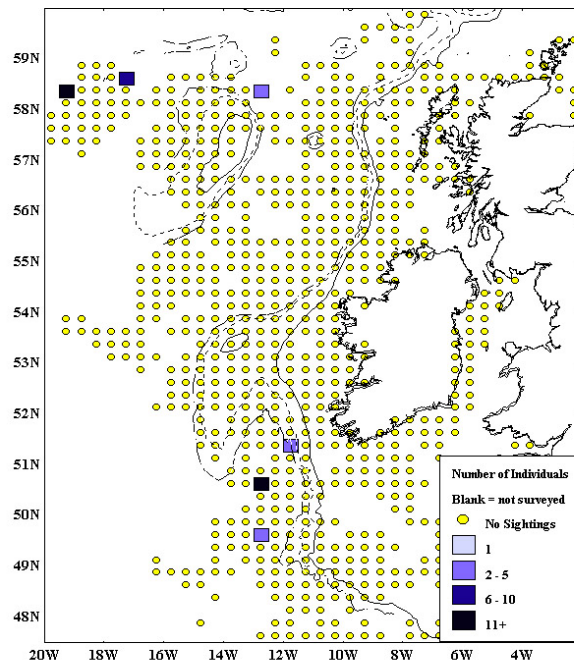 59N
58N
57N
56N
55N
54N
53N
52N
51N
50N
49N
48N
20W 18W 16W 14W 12W 10W 8W 6W 4W
Number of Individuals
Blank = not surveyed
No Sightings
1
2 - 5
6 - 10
11+